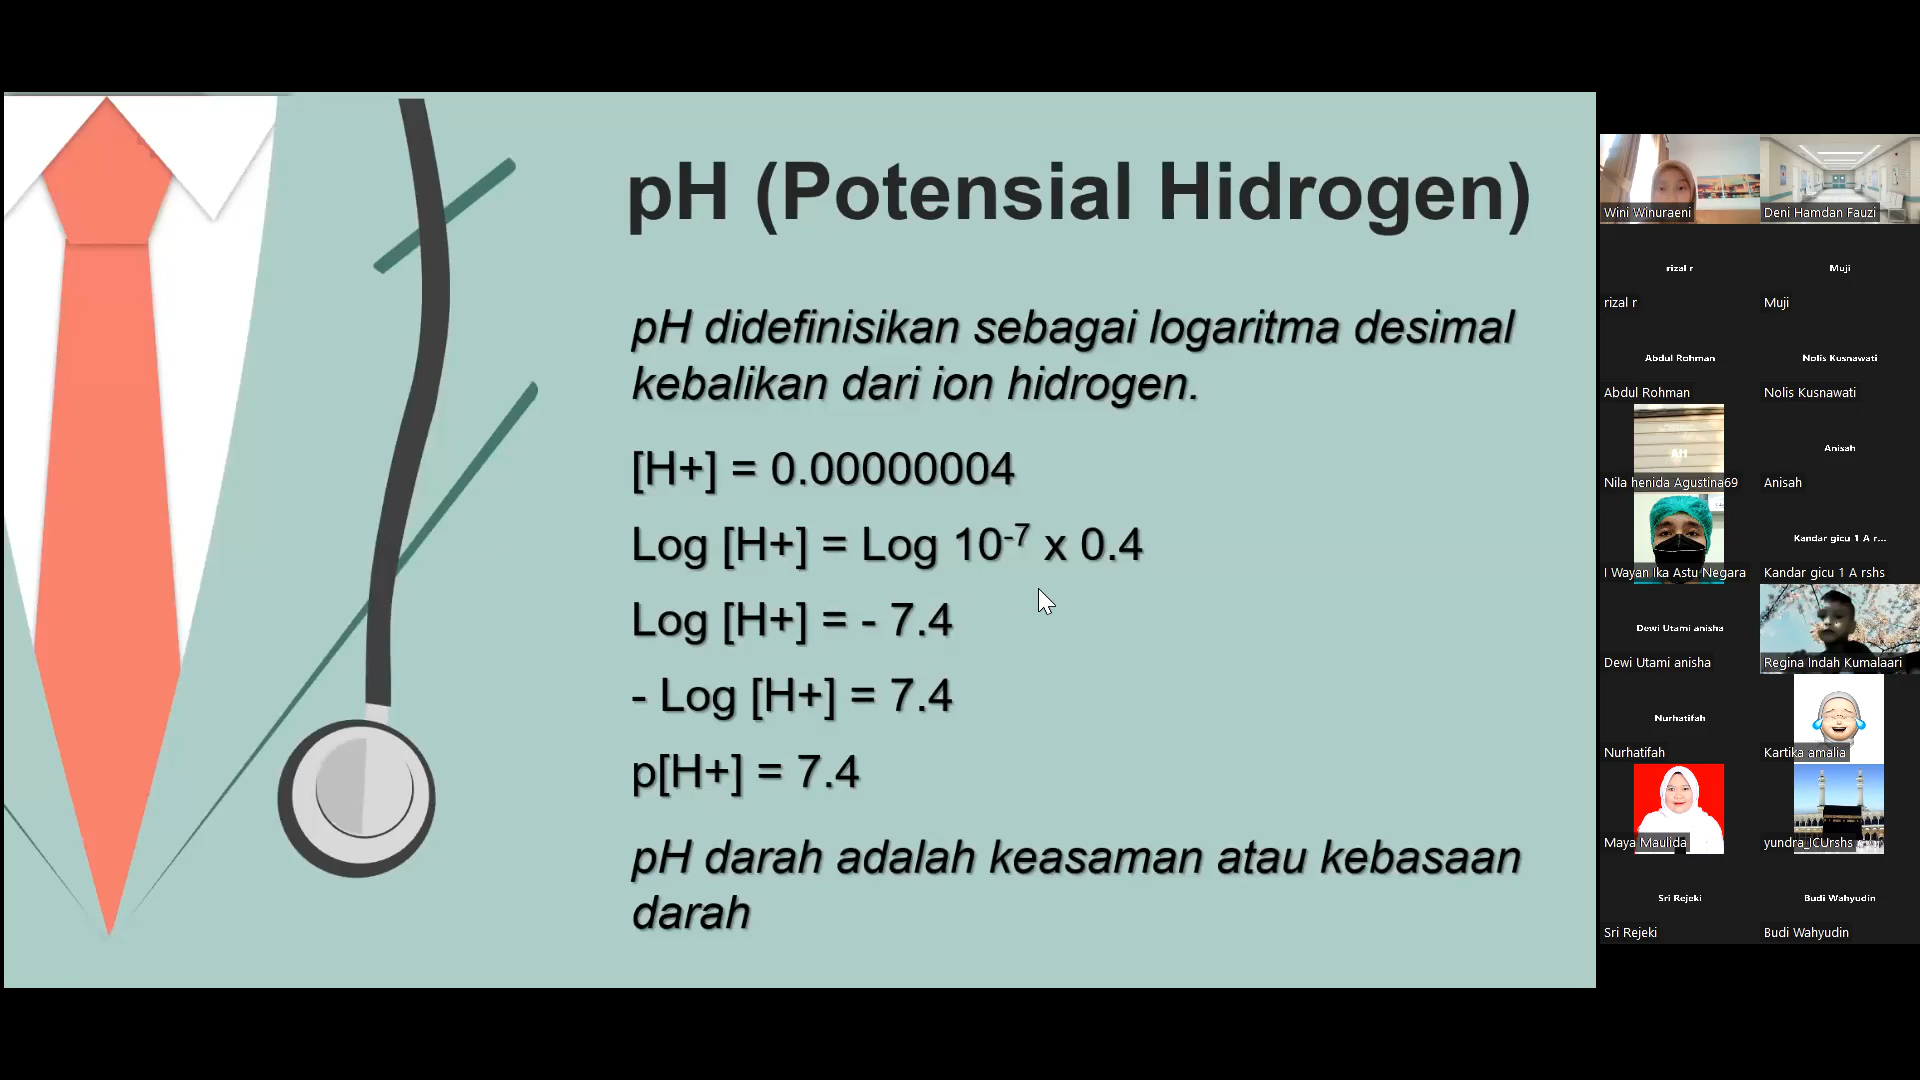 pH (Potensial Hidrogen)
pH didefinisikan sebagai logaritma desimal
kebalikan dari ion hidrogen.
[H+] = 0.00000004
Log [H+] = Log 10⁻⁷ x 0.4
Log [H+] = - 7.4
- Log [H+] = 7.4
p[H+] = 7.4
pH darah adalah keasaman atau kebasaan
darah
Wini Winuraeni
Deni Hamdan Fauzi
rizal r
rizal r
Muji
Muji
Abdul Rohman
Abdul Rohman
Nolis Kusnawati
Nolis Kusnawati
Nila henida Agustina69
Anisah
Anisah
I Wayan Ika Astu Negara
Kandar gicu 1 A r...
Kandar gicu 1 A rshs
Dewi Utami anisha
Dewi Utami anisha
Regina Indah Kumalaari
Nurhatifah
Nurhatifah
Kartika amalia
Maya Maulida
yundra_ICUrshs
Sri Rejeki
Sri Rejeki
Budi Wahyudin
Budi Wahyudin